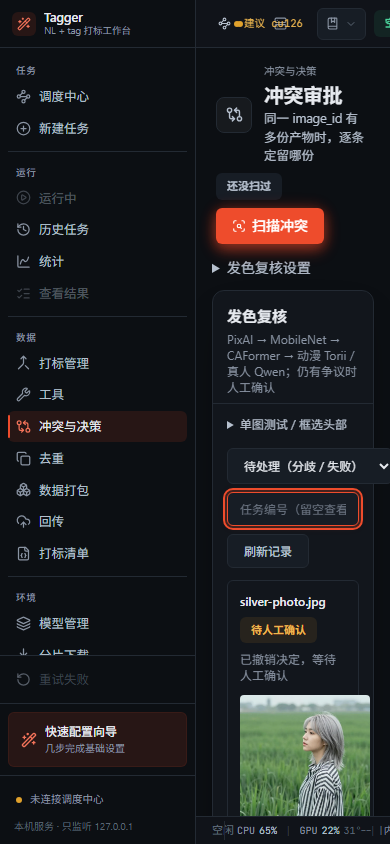 Tagger
NL + tag 打标工作台
任务
调度中心
新建任务
运行
运行中
历史任务
统计
查看结果
数据
打标管理
工具
冲突与决策
去重
数据打包
回传
打标清单
环境
模型管理
分片下载
重试失败
快速配置向导
几步完成基础设置
未连接调度中心
本机服务 · 只监听 127.0.0.1
建议
冲突与决策
冲突审批
同一 image_id 有
多份产物时，逐条
定留哪份
还没扫过
扫描冲突
发色复核设置
发色复核
PixAI → MobileNet →
CAFormer → 动漫 Torii /
真人 Qwen；仍有争议时
人工确认
单图测试 / 框选头部
待处理（分歧 / 失败）
任务编号（留空查看
刷新记录
silver-photo.jpg
待人工确认
已撤销决定，等待
人工确认
空闲 CPU 65% GPU 22% 31°